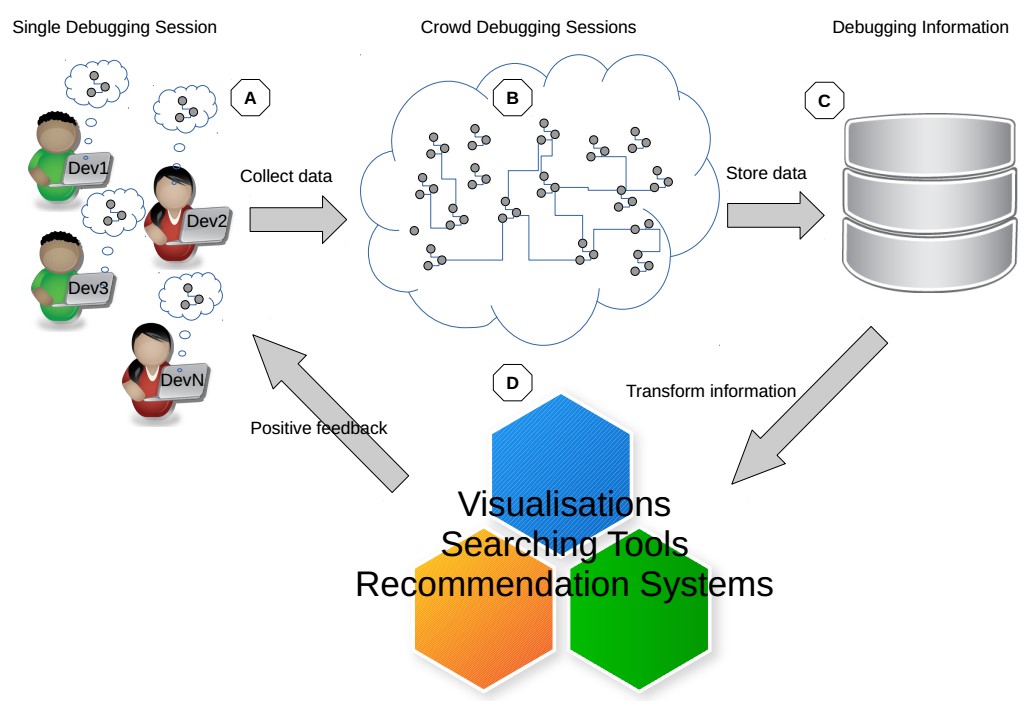 Single Debugging Session
Crowd Debugging Sessions
Debugging Information
A
B
C
Dev1
Collect data
Store data
Dev2
Dev3
DevN
D
Transform information
Positive feedback
Visualisations
Searching Tools
Recommendation Systems